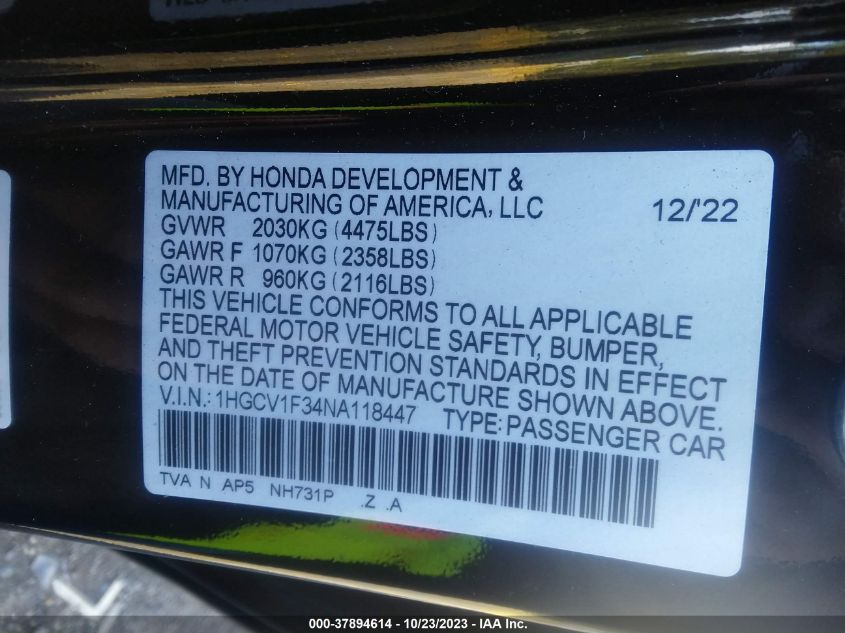 MFD. BY HONDA DEVELOPMENT &
MANUFACTURING OF AMERICA, LLC 12/'22
GVWR 2030KG (4475LBS)
GAWR F 1070KG (2358LBS)
GAWR R 960KG (2116LBS)
THIS VEHICLE CONFORMS TO ALL APPLICABLE
FEDERAL MOTOR VEHICLE SAFETY, BUMPER,
AND THEFT PREVENTION STANDARDS IN EFFECT
ON THE DATE OF MANUFACTURE SHOWN ABOVE.
V.I.N.: 1HGCV1F34NA118447 TYPE: PASSENGER CAR
TVA N AP5 NH731P .Z .A
000-37894614 - 10/23/2023 - IAA Inc.